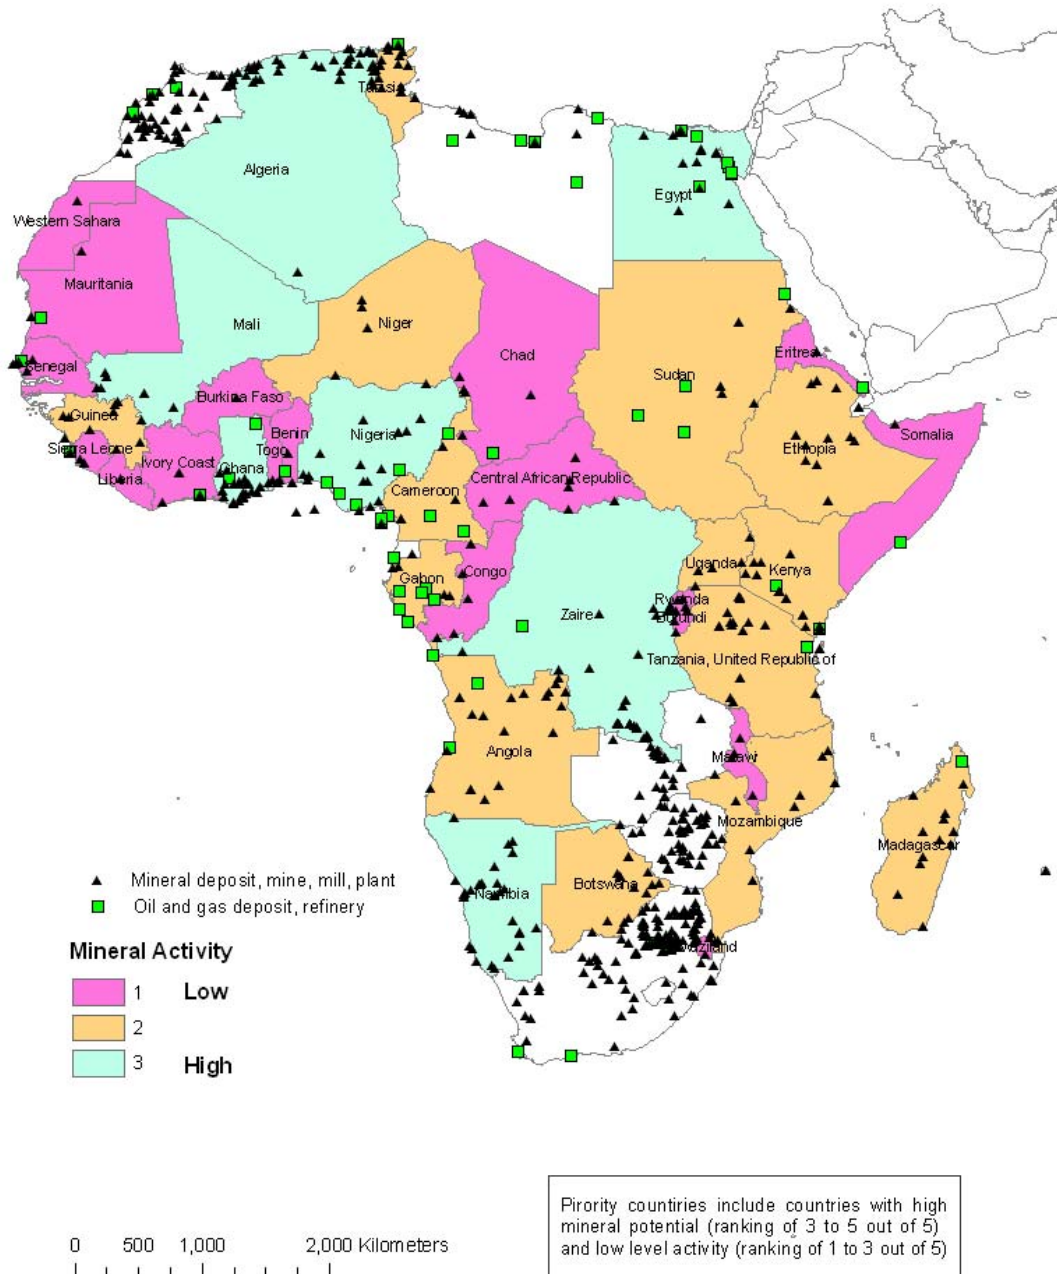 Tunisia
Algeria
Egypt
Western Sahara
Mauritania
Mali
Niger
Chad
Sudan
Eritrea
Senegal
Burkina Faso
Guinea
Benin
Nigeria
Togo
Sierra Leone
Ivory Coast
Ghana
Liberia
Somalia
Ethiopia
Central African Republic
Cameroon
Uganda
Kenya
Gabon
Congo
Rwanda
Burundi
Zaire
Tanzania, United Republic of
Angola
Malawi
Mozambique
Madagascar
Botswana
Namibia
Swaziland
Mineral deposit, mine, mill, plant
Oil and gas deposit, refinery
Mineral Activity
1 Low
2
3 High
Pirority countiries include countries with high
mineral potential (ranking of 3 to 5 out of 5)
and low level activity (ranking of 1 to 3 out of 5)
0 500 1,000 2,000 Kilometers